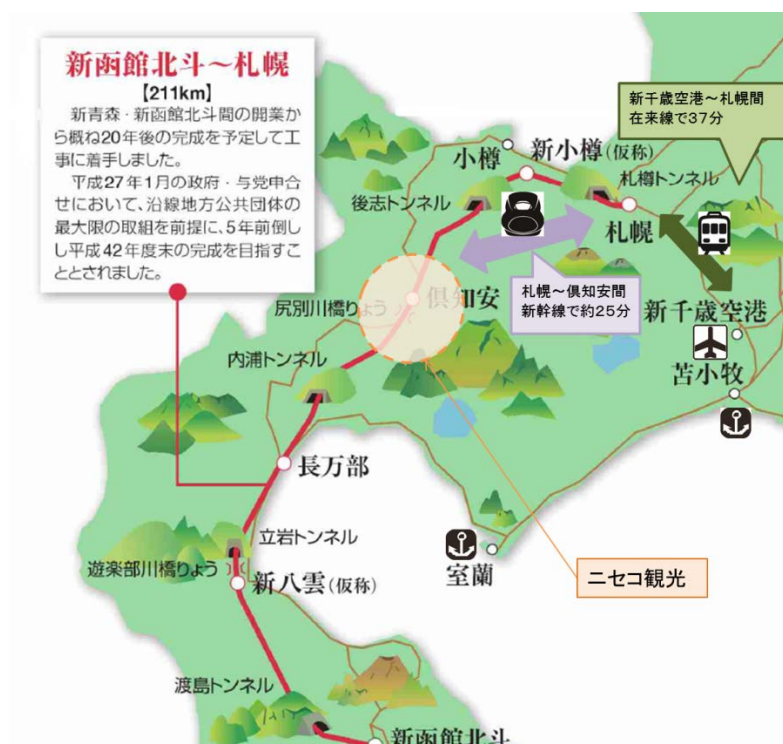 新函館北斗～札幌
【211km】
新青森・新函館北斗間の開業か
ら概ね20年後の完成を予定して工
事に着手しました。
平成27年1月の政府・与党申合
せにおいて、沿線地方公共団体の
最大限の取組を前提に、5年前倒し
し平成42年度末の完成を目指すこ
ととされました。
新千歳空港～札幌間
在来線で37分
小樽
新小樽(仮称)
札樽トンネル
後志トンネル
札幌
札幌～倶知安間
新幹線で約25分
尻別川橋りょう
倶知安
新千歳空港
内浦トンネル
苫小牧
長万部
立岩トンネル
遊楽部川橋りょう
新八雲(仮称)
室蘭
ニセコ観光
渡島トンネル
新函館北斗